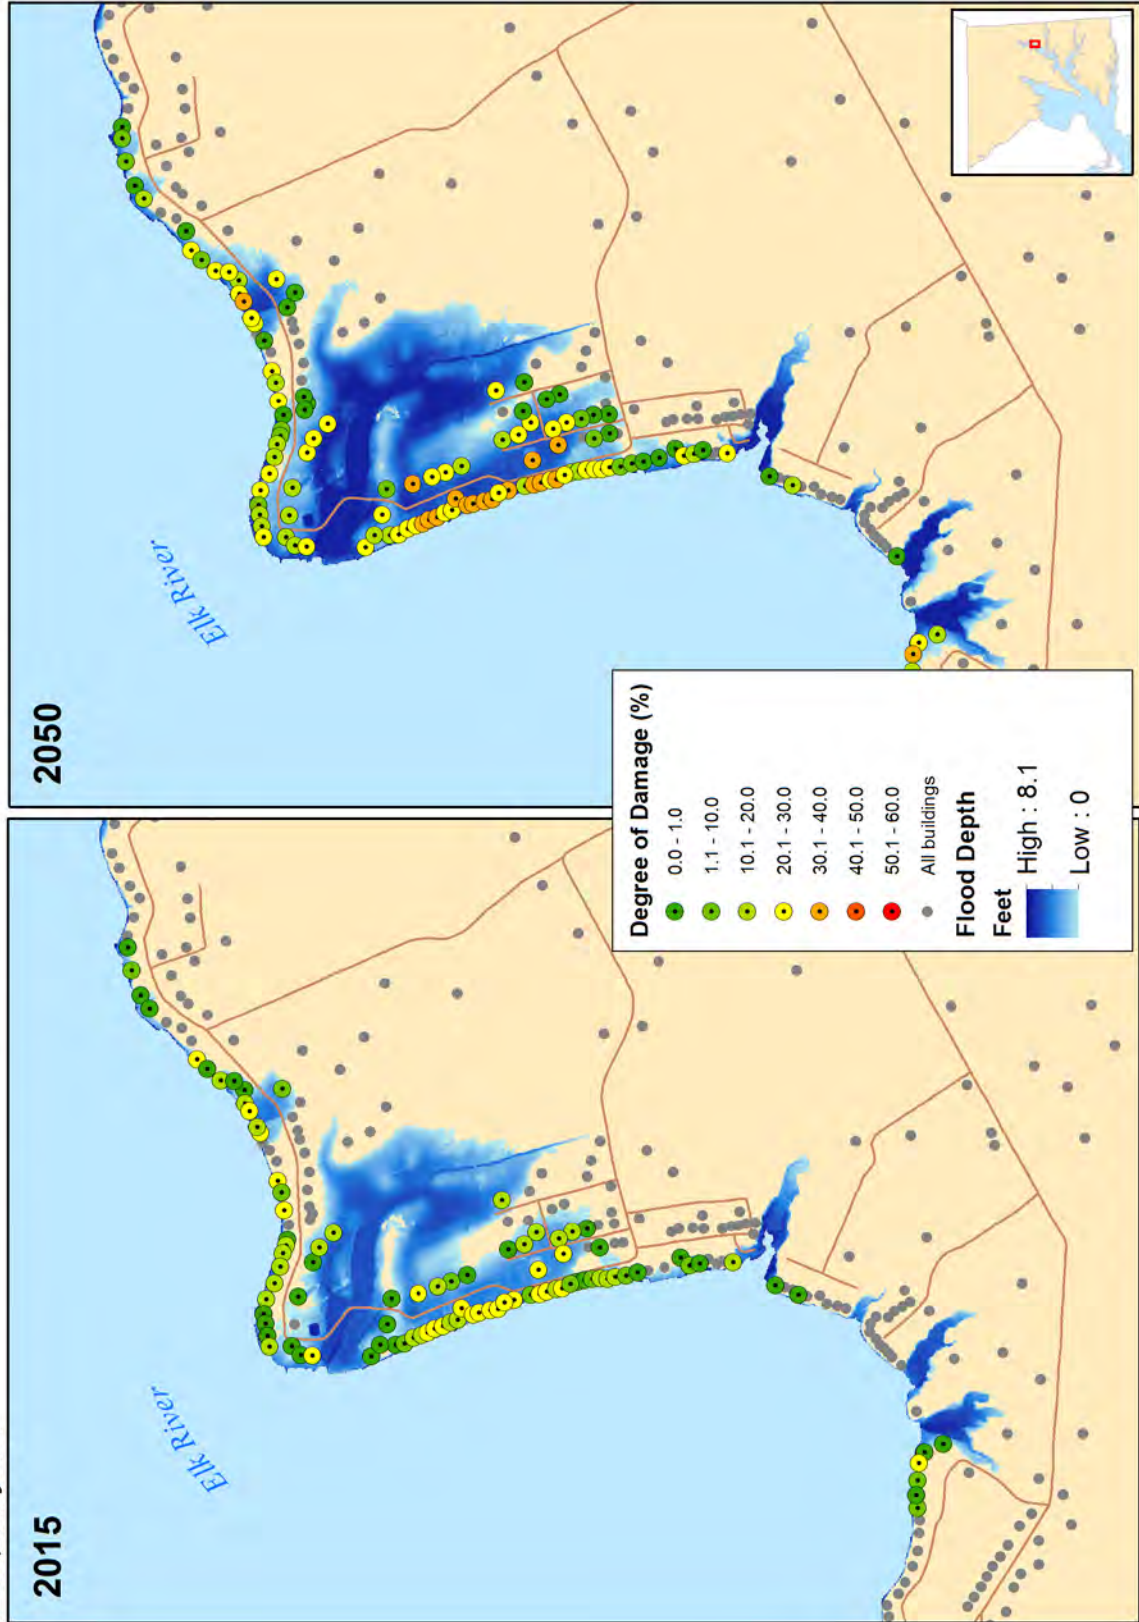 2015
Elk River
2050
Elk River
Degree of Damage (%)
0.0 - 1.0
1.1 - 10.0
10.1 - 20.0
20.1 - 30.0
30.1 - 40.0
40.1 - 50.0
50.1 - 60.0
All buildings
Flood Depth
Feet
High : 8.1
Low : 0